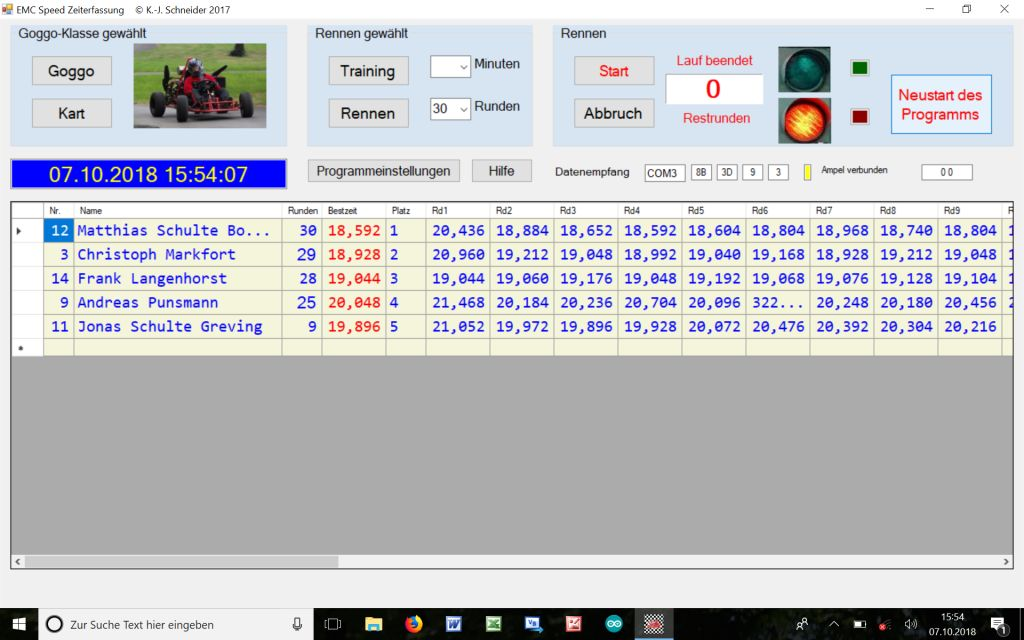 EMC Speed Zeiterfassung © K.-J. Schneider 2017
Goggo-Klasse gewählt
Goggo
Kart
Rennen gewählt
Training
Minuten
Rennen
30
Runden
Rennen
Start
Abbruch
Lauf beendet
0
Restrunden
Neustart des
Programms
07.10.2018 15:54:07
Programmeinstellungen
Hilfe
Datenempfang
COM3
8B
3D
9
3
Ampel verbunden
0 0
Nr. Name Runden Bestzeit Platz Rd1 Rd2 Rd3 Rd4 Rd5 Rd6 Rd7 Rd8 Rd9
12 Matthias Schulte Bo... 30 18,592 1 20,436 18,884 18,652 18,592 18,604 18,804 18,968 18,740 18,804
3 Christoph Markfort 29 18,928 2 20,960 19,212 19,048 18,992 19,040 19,168 18,928 19,212 19,048
14 Frank Langenhorst 28 19,044 3 19,044 19,060 19,176 19,048 19,192 19,068 19,076 19,128 19,104
9 Andreas Punsmann 25 20,048 4 21,468 20,184 20,236 20,704 20,096 322... 20,248 20,180 20,456
11 Jonas Schulte Greving 9 19,896 5 21,052 19,972 19,896 19,928 20,072 20,476 20,392 20,304 20,216
Zur Suche Text hier eingeben
15:54
07.10.2018
1